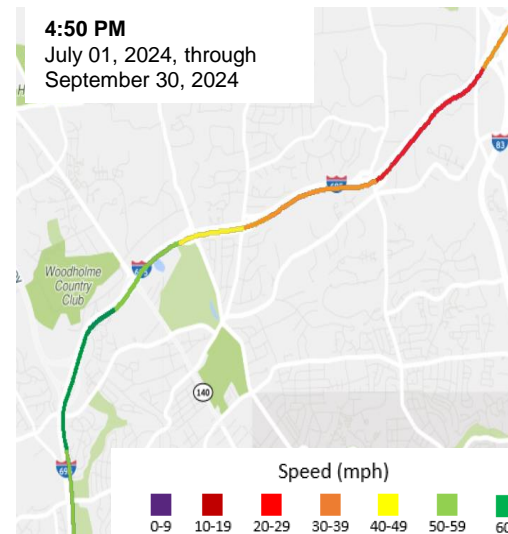 4:50 PM
July 01, 2024, through
September 30, 2024
H
83
Woodholme
Country
Club
140
Speed (mph)
0-9 10-19 20-29 30-39 40-49 50-59 60